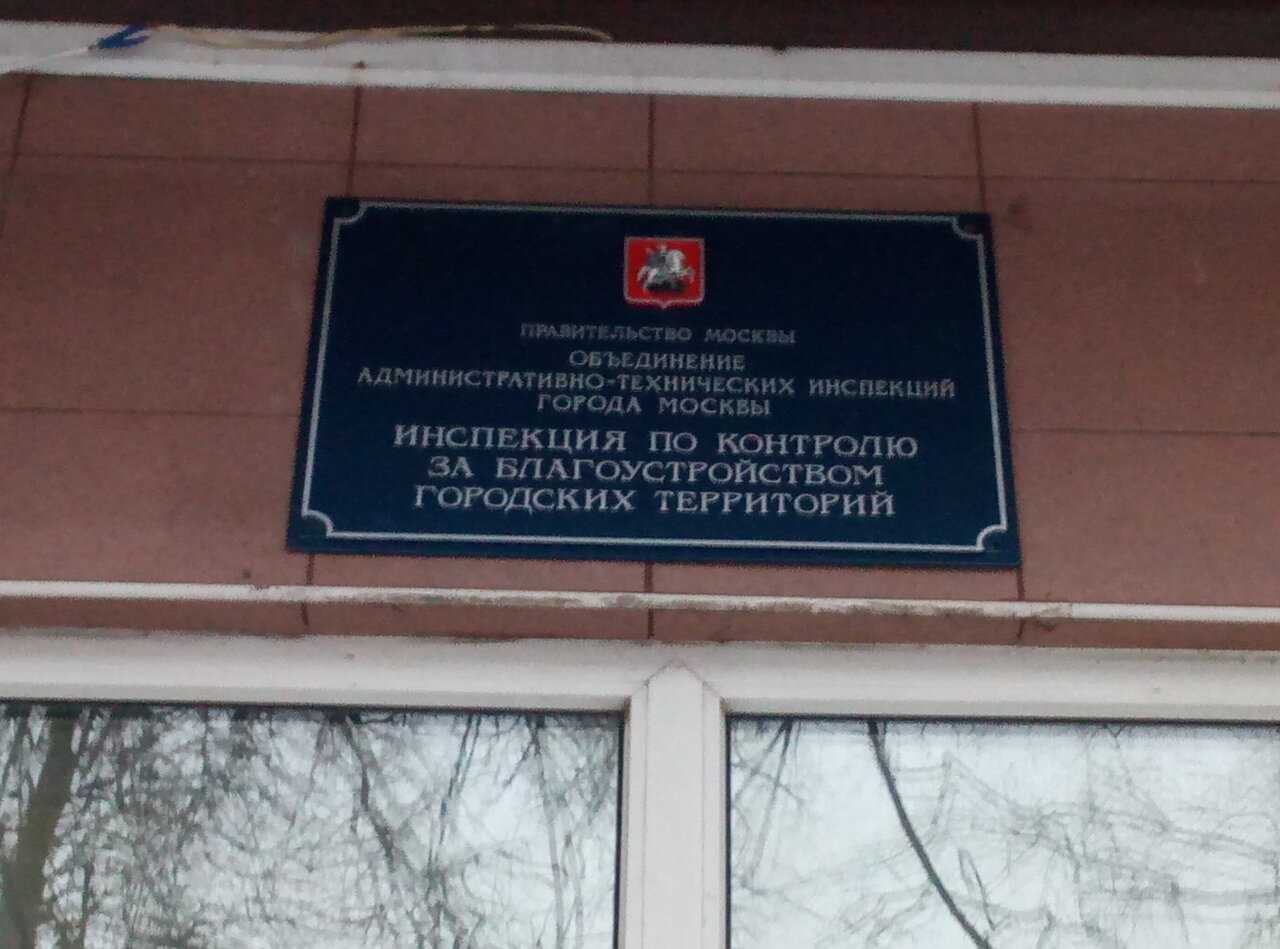 ПРАВИТЕЛЬСТВО МОСКВЫ
ОБЪЕДИНЕНИЕ
АДМИНИСТРАТИВНО-ТЕХНИЧЕСКИХ ИНСПЕКЦИЙ
ГОРОДА МОСКВЫ
ИНСПЕКЦИЯ ПО КОНТРОЛЮ
ЗА БЛАГОУСТРОЙСТВОМ
ГОРОДСКИХ ТЕРРИТОРИЙ